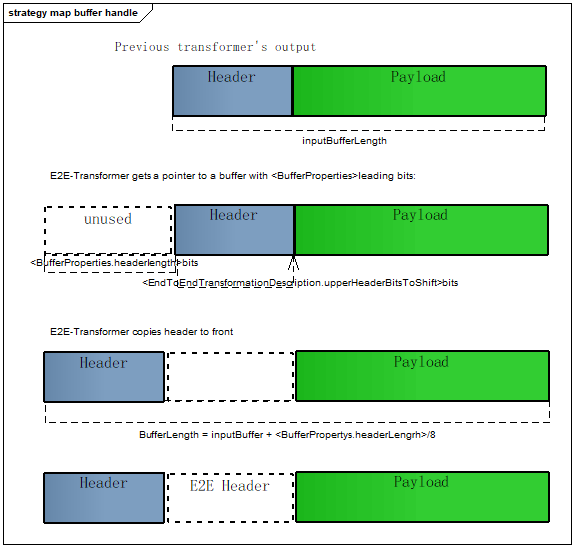 strategy map buffer handle
Previous transformer's output
Header Payload
inputBufferLength
E2E-Transformer gets a pointer to a buffer with <BufferProperties>leading bits:
unused Header Payload
<BufferProperties.headerlength>bits
<EndToEndTransformationDescription.upperHeaderBitsToShift>bits
E2E-Transformer copies header to front
Header Payload
BufferLength = inputBuffer + <BufferPropertys.headerLengrh>/8
Header E2E Header Payload